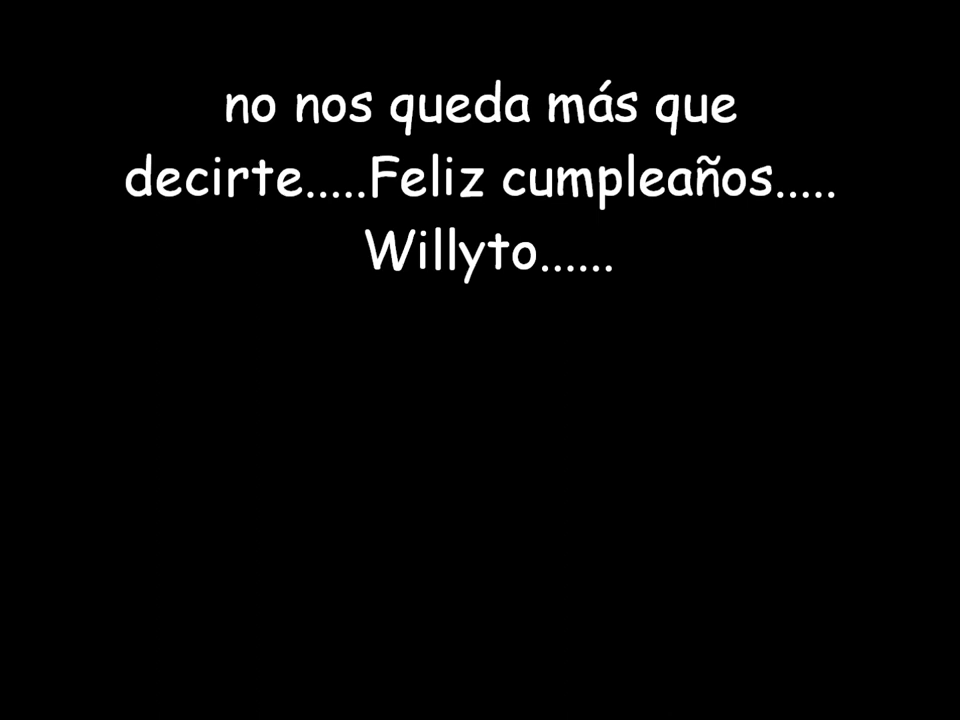 no nos queda más que
decirte.....Feliz cumpleaños.....
Willyto......